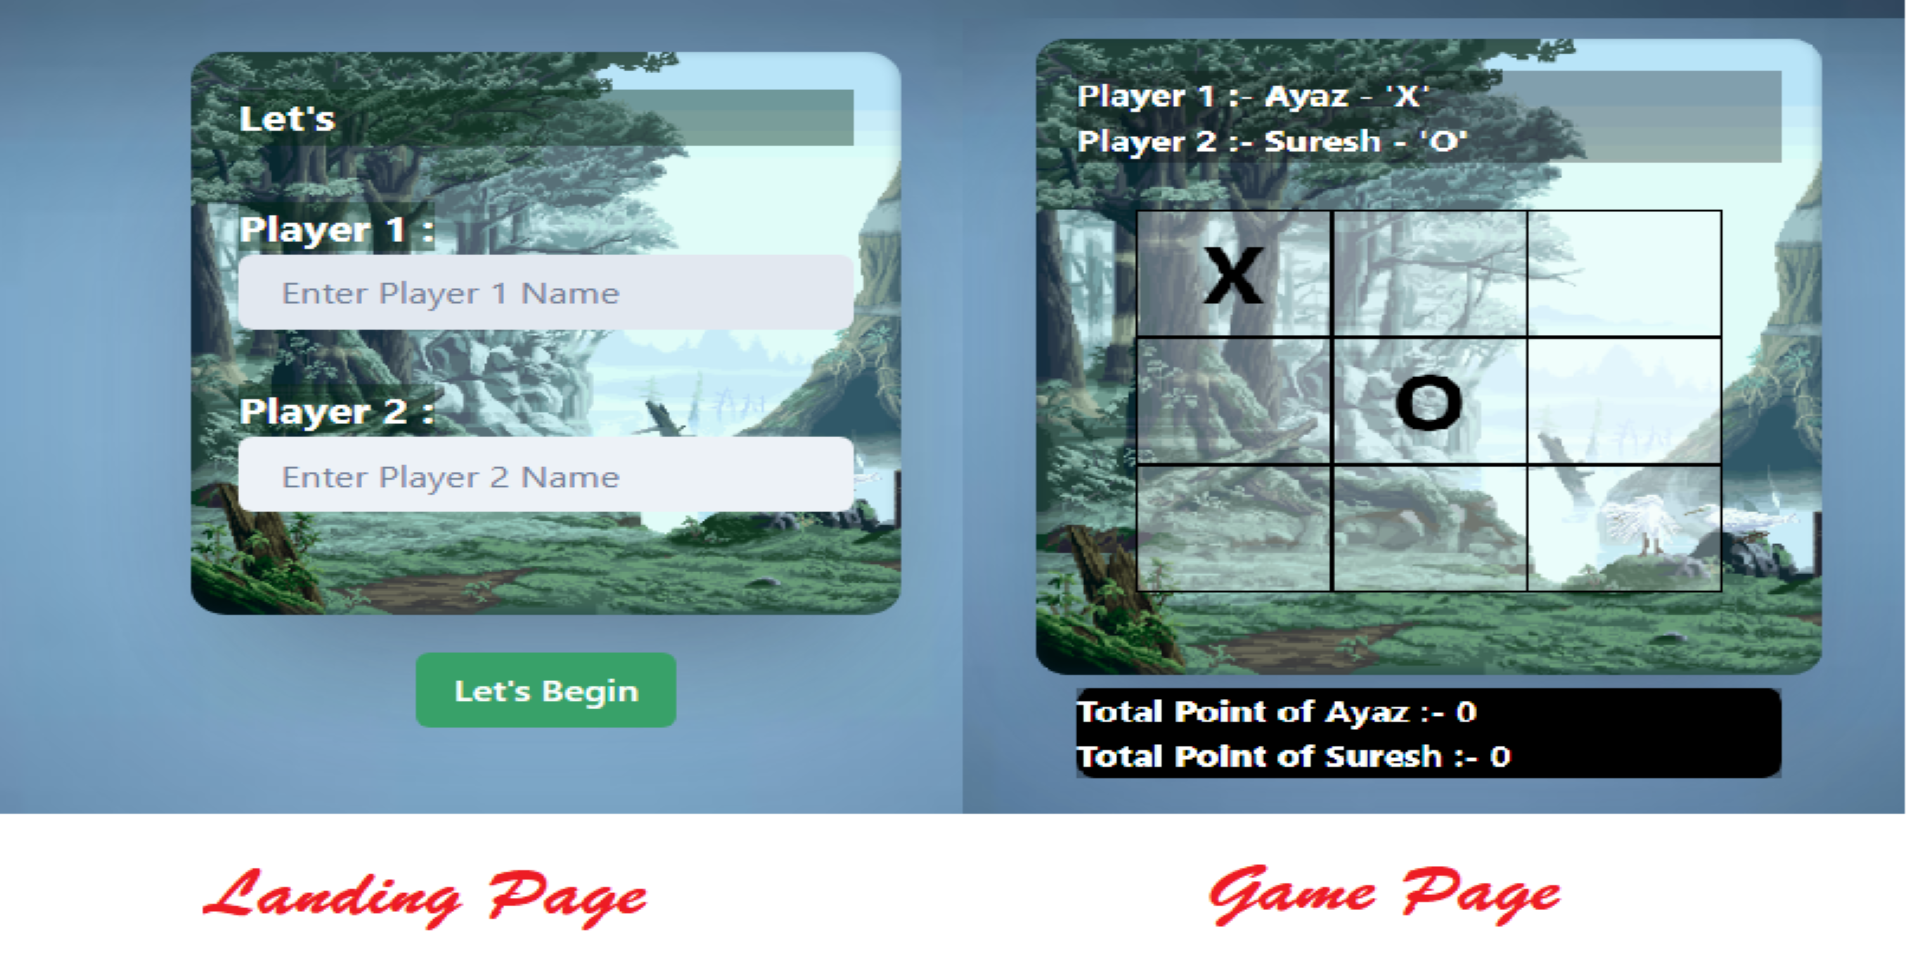 Let's
Player 1 :
Enter Player 1 Name
Player 2 :
Enter Player 2 Name
Let's Begin
Player 1 :- Ayaz - 'X'
Player 2 :- Suresh - 'O'
X
O
Total Point of Ayaz :- 0
Total Point of Suresh :- 0
Landing Page
Game Page